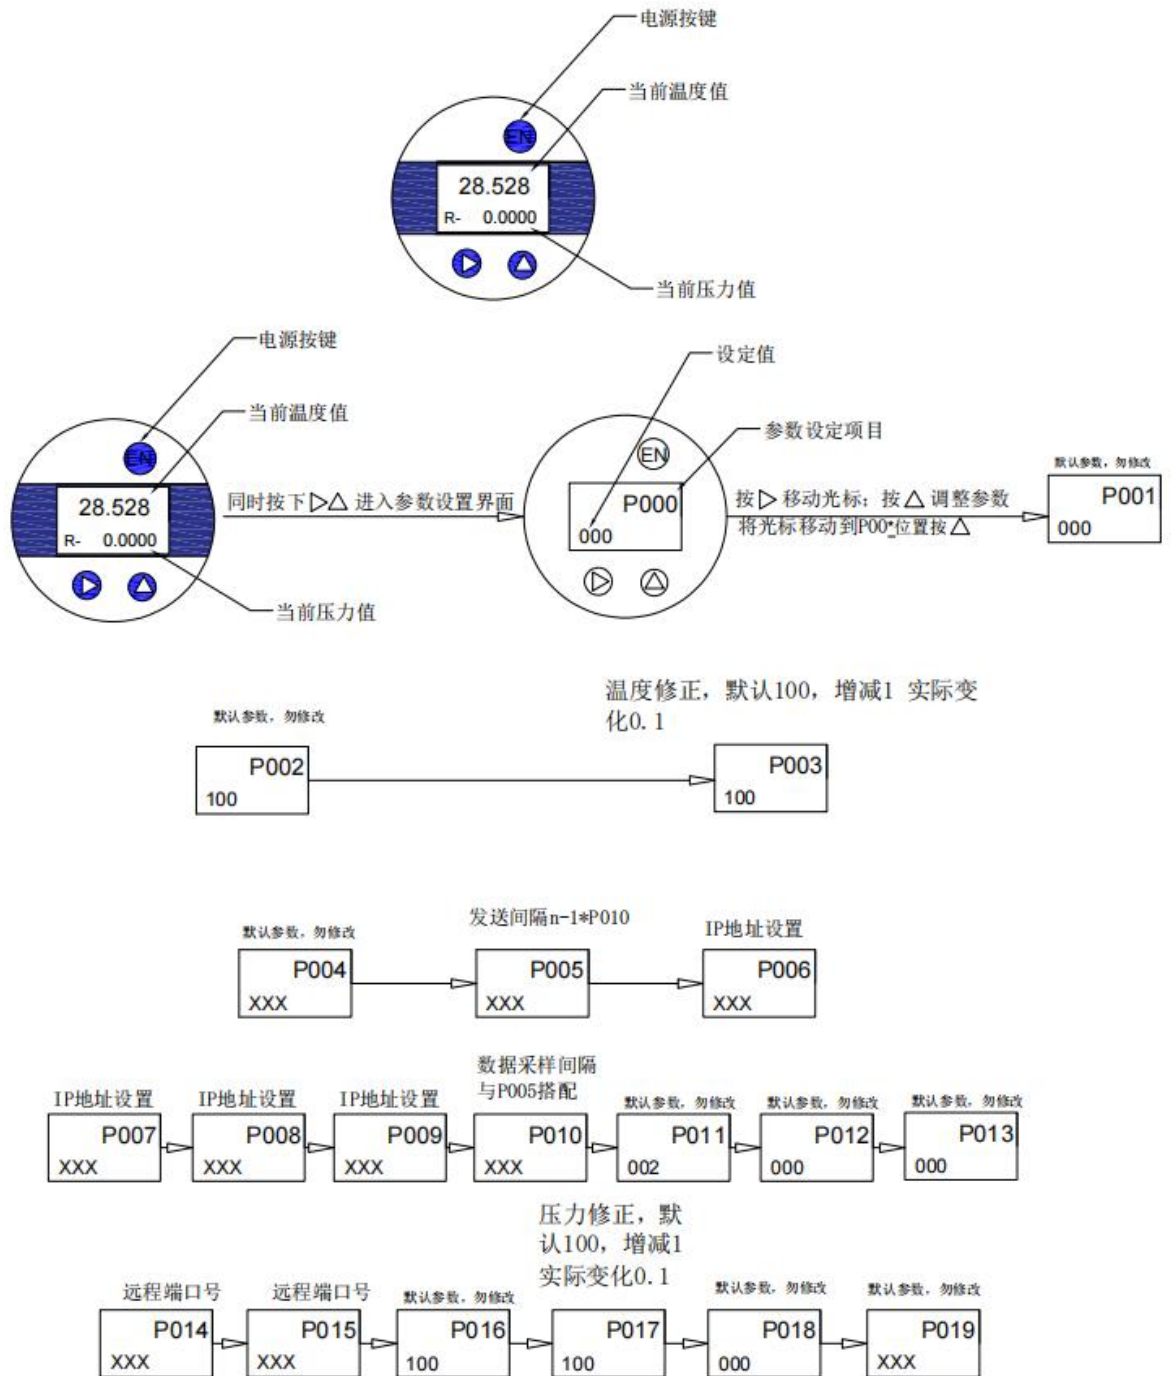 电源按键
当前温度值
EN
28.528
R- 0.0000
当前压力值
电源按键
当前温度值
EN
28.528
R- 0.0000
当前压力值
同时按下▷△ 进入参数设置界面
设定值
参数设定项目
EN
P000
000
按▷移动光标；按△调整参数
将光标移动到P00*位置按△
默认参数，勿修改
P001
000
默认参数，勿修改
P002
100
温度修正，默认100，增减1 实际变
化0.1
P003
100
默认参数，勿修改
P004
XXX
发送间隔n-1*P010
P005
XXX
IP地址设置
P006
XXX
IP地址设置
P007
XXX
IP地址设置
P008
XXX
IP地址设置
P009
XXX
数据采样间隔
与P005搭配
P010
XXX
默认参数，勿修改
P011
002
默认参数，勿修改
P012
000
默认参数，勿修改
P013
000
远程端口号
P014
XXX
远程端口号
P015
XXX
默认参数，勿修改
P016
100
压力修正，默
认100，增减1
实际变化0.1
P017
100
默认参数，勿修改
P018
000
默认参数，勿修改
P019
XXX